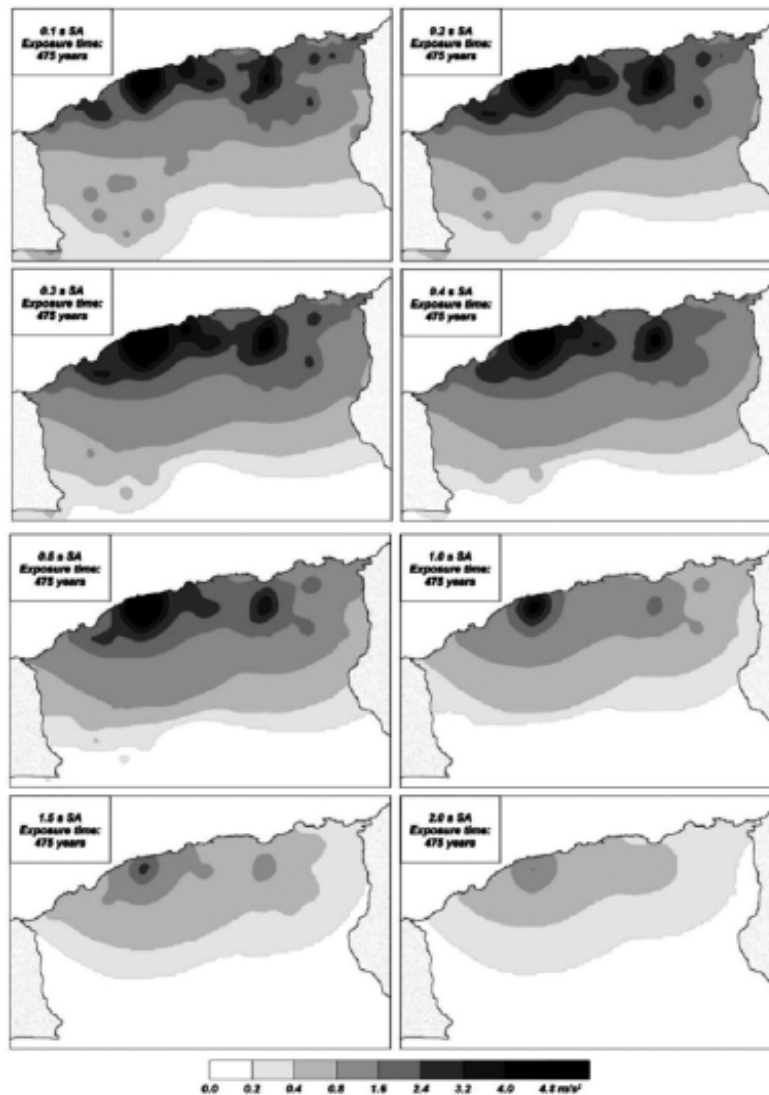 0.1 s SA
Exposure time:
475 years
0.2 s SA
Exposure time:
475 years
0.3 s SA
Exposure time:
475 years
0.4 s SA
Exposure time:
475 years
0.5 s SA
Exposure time:
475 years
1.0 s SA
Exposure time:
475 years
1.5 s SA
Exposure time:
475 years
2.0 s SA
Exposure time:
475 years
0.0 0.2 0.4 0.8 1.6 2.4 3.2 4.0 4.8 m/s²